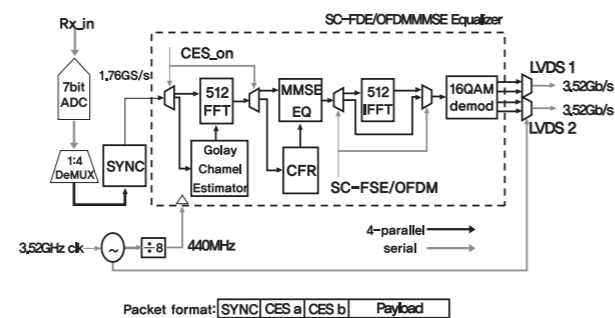 SC-FDE/OFDMMMSE Equalizer
Rx_in
CES_on
1.76GS/s
7bit
ADC
512
FFT
MMSE
EQ
512
IFFT
16QAM
demod
LVDS 1
3.52Gb/s
3.52Gb/s
LVDS 2
1:4
DeMUX
SYNC
Golay
Chamel
Estimator
CFR
SC-FSE/OFDM
3.52GHz clk
~
÷8
440MHz
4-parallel
serial
Packet format: SYNC CES a CES b Payload